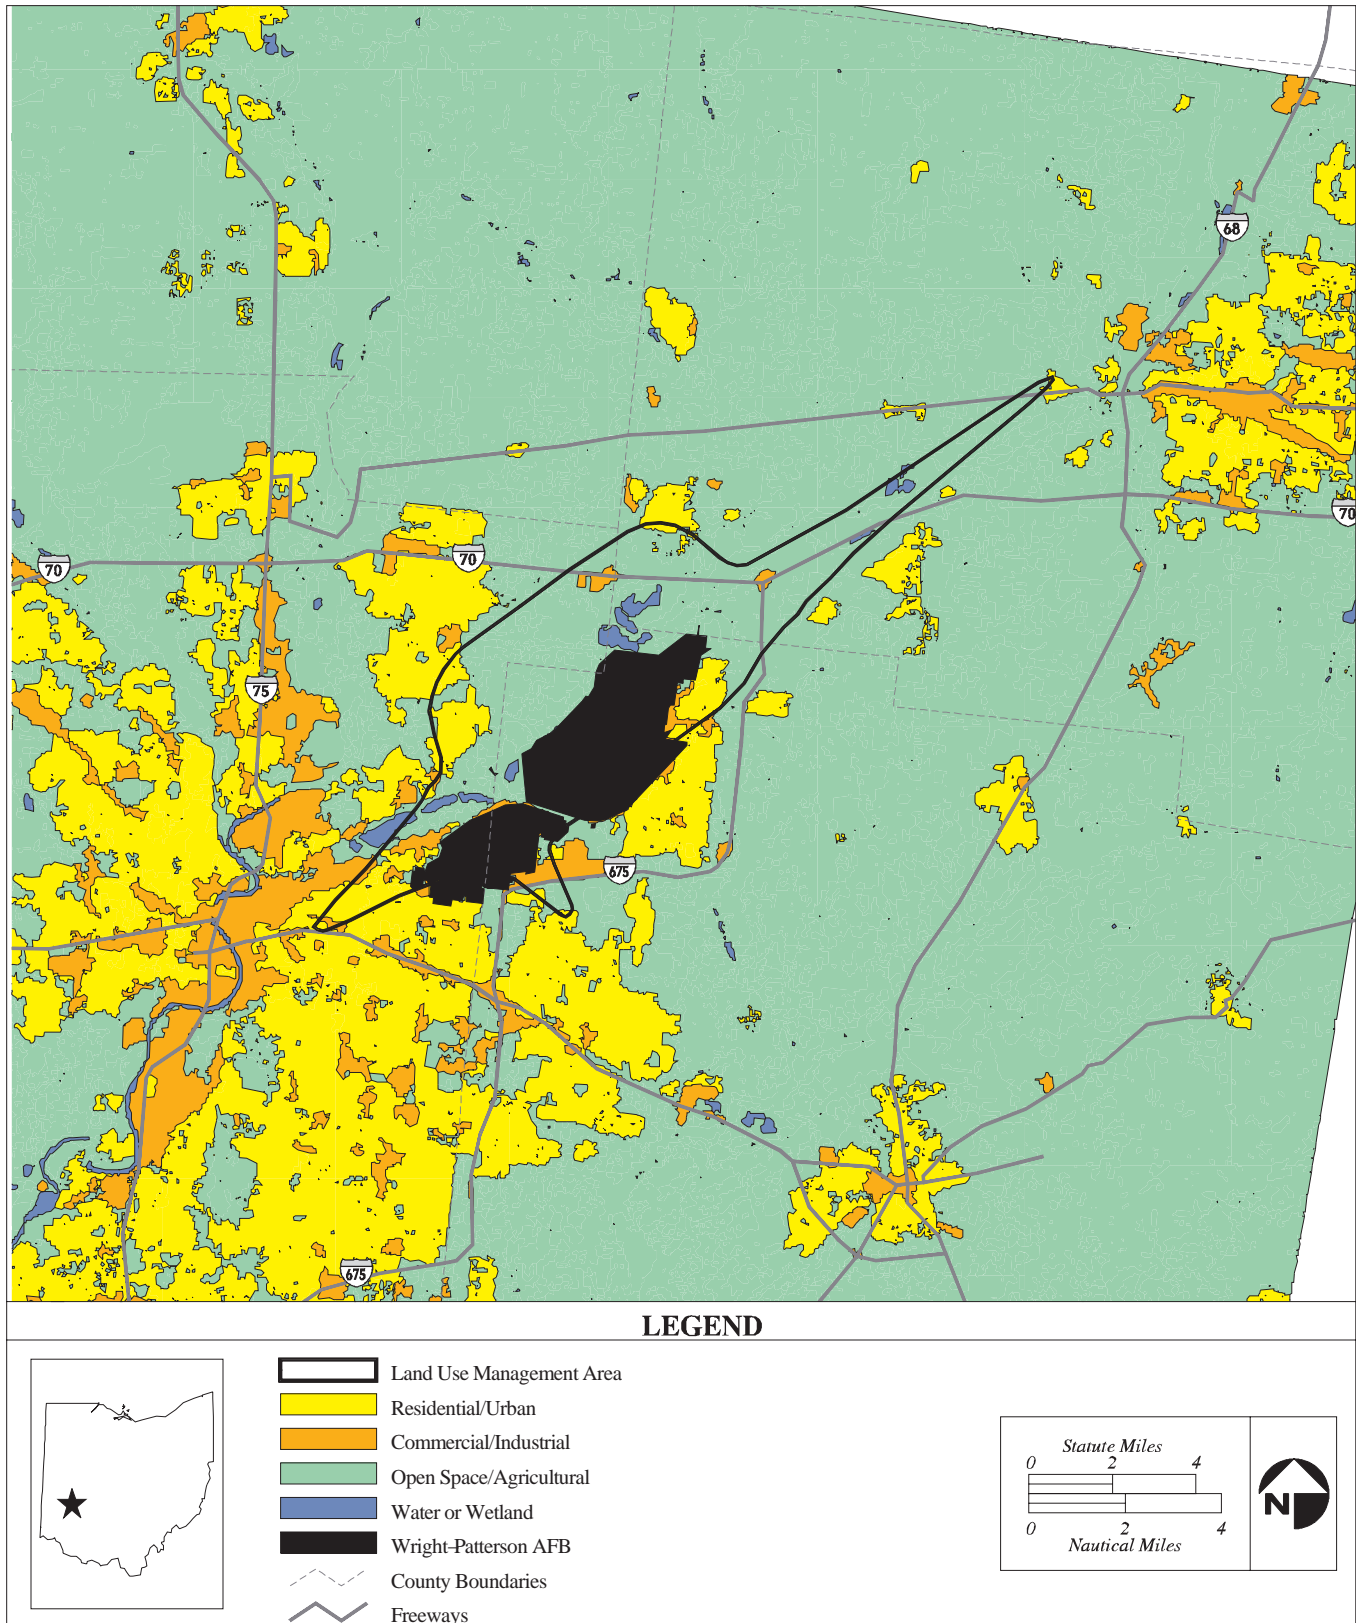 68
70
70
70
75
675
675
LEGEND
Land Use Management Area
Residential/Urban
Commercial/Industrial
Open Space/Agricultural
Water or Wetland
Wright-Patterson AFB
County Boundaries
Freeways
Statute Miles
0 2 4
0 2 4
Nautical Miles
N